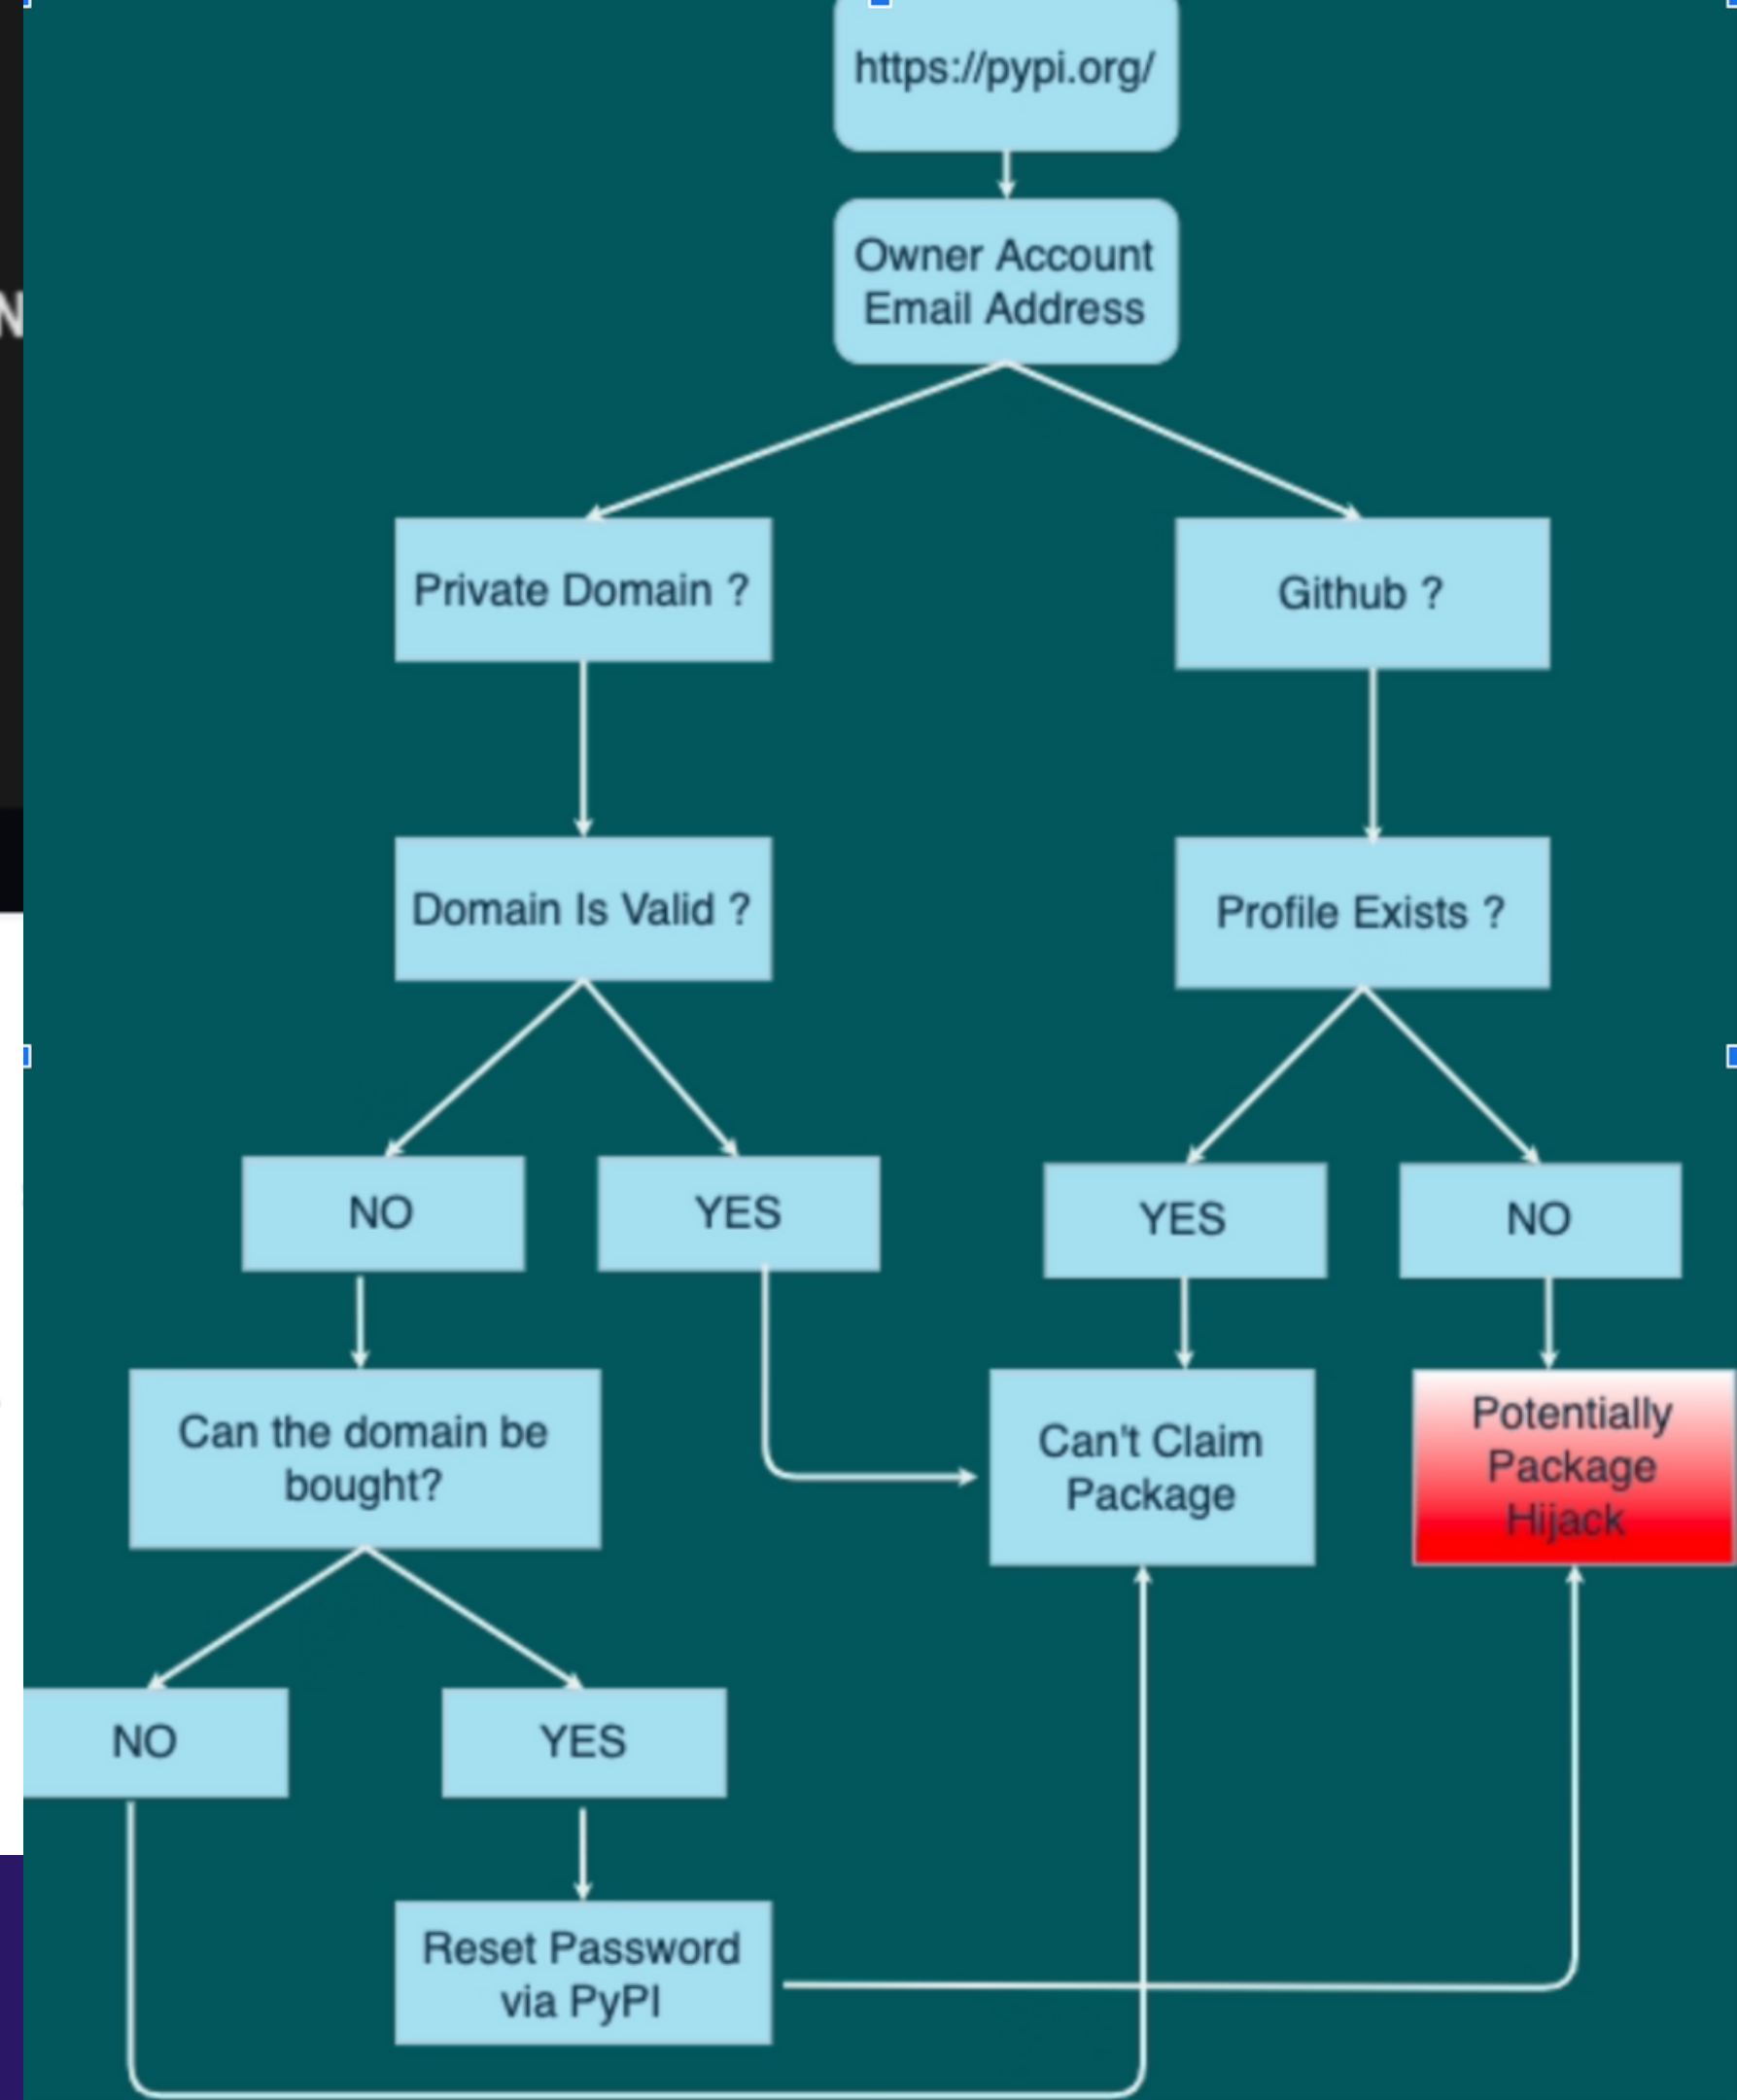 https://pypi.org/
N
Owner Account
Email Address
Private Domain ?
Github ?
Domain Is Valid ?
Profile Exists ?
NO
YES
YES
NO
Can the domain be
bought?
Can't Claim
Package
Potentially
Package
Hijack
NO
YES
Reset Password
via PyPI